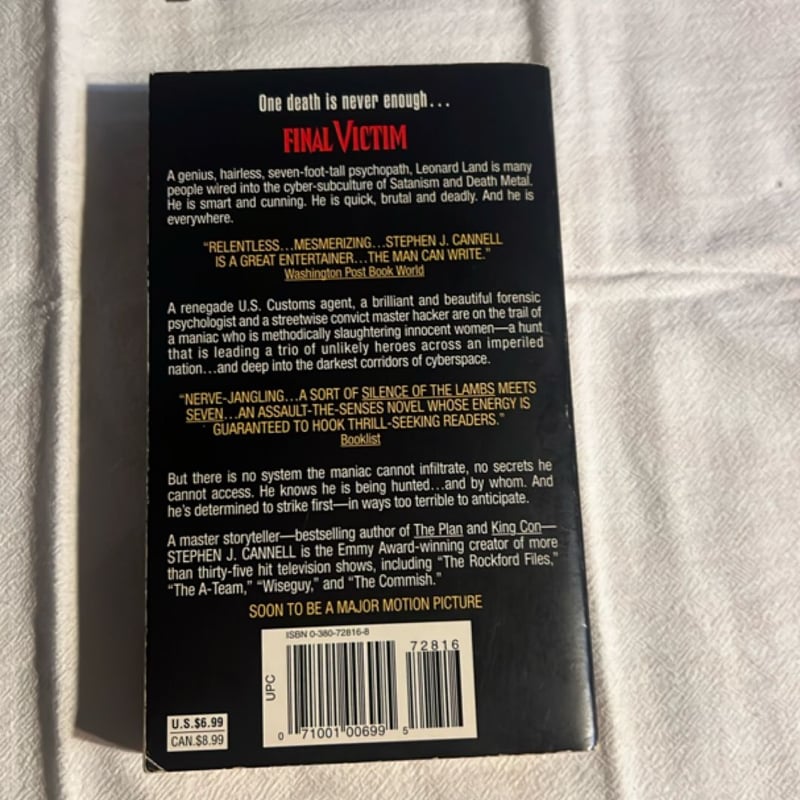 One death is never enough...
FINAL VICTIM
A genius, hairless, seven-foot-tall psychopath, Leonard Land is many
people wired into the cyber-subculture of Satanism and Death Metal.
He is smart and cunning. He is quick, brutal and deadly. And he is
everywhere.
"RELENTLESS...MESMERIZING...STEPHEN J. CANNELL
IS A GREAT ENTERTAINER...THE MAN CAN WRITE."
Washington Post Book World
A renegade U.S. Customs agent, a brilliant and beautiful forensic
psychologist and a streetwise convict master hacker are on the trail of
a maniac who is methodically slaughtering innocent women—a hunt
that is leading a trio of unlikely heroes across an imperiled
nation...and deep into the darkest corridors of cyberspace.
"NERVE-JANGLING...A SORT OF SILENCE OF THE LAMBS MEETS
SEVEN...AN ASSAULT-THE-SENSES NOVEL WHOSE ENERGY IS
GUARANTEED TO HOOK THRILL-SEEKING READERS."
Booklist
But there is no system the maniac cannot infiltrate, no secrets he
cannot access. He knows he is being hunted...and by whom. And
he's determined to strike first—in ways too terrible to anticipate.
A master storyteller—bestselling author of The Plan and King Con—
STEPHEN J. CANNELL is the Emmy Award-winning creator of more
than thirty-five hit television shows, including "The Rockford Files,"
"The A-Team," "Wiseguy," and "The Commish."
SOON TO BE A MAJOR MOTION PICTURE
ISBN 0-380-72816-8
72816
UPC
0 71001 00699 5
U.S.$6.99
CAN.$8.99